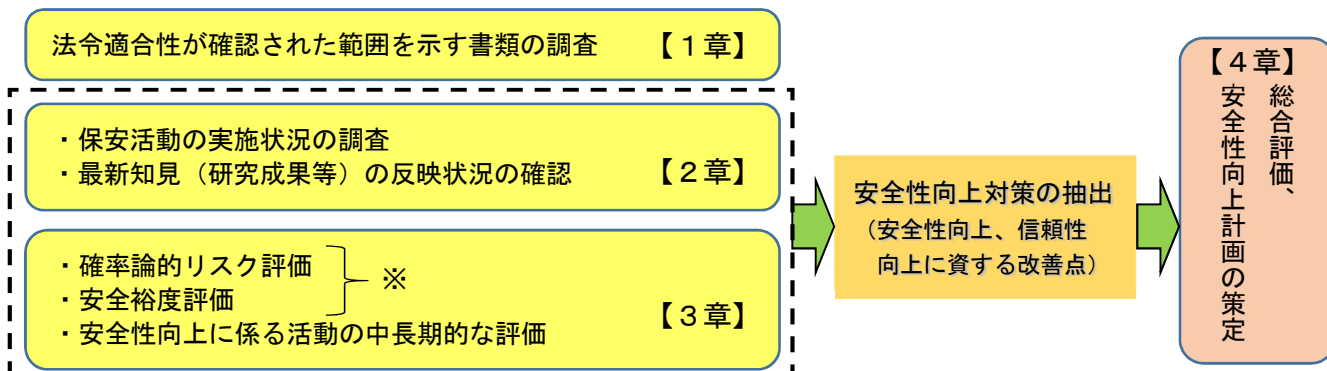 法令適合性が確認された範囲を示す書類の調査　【１章】
・保安活動の実施状況の調査
・最新知見（研究成果等）の反映状況の確認　【２章】
・確率論的リスク評価
・安全裕度評価
※
・安全性向上に係る活動の中長期的な評価　【３章】
安全性向上対策の抽出
（安全性向上、信頼性
向上に資する改善点）
【４章】
総合評価、
安全性向上計画の策定